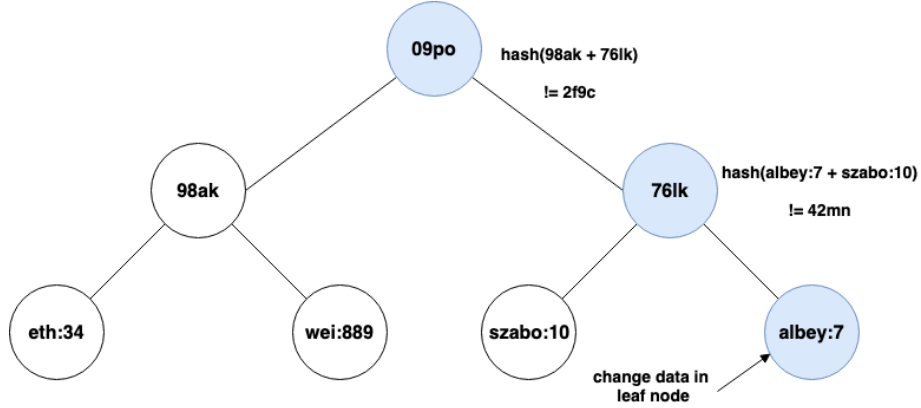 09po
hash(98ak + 76lk)
!= 2f9c
98ak
76lk
hash(albey:7 + szabo:10)
!= 42mn
eth:34
wei:889
szabo:10
albey:7
change data in
leaf node